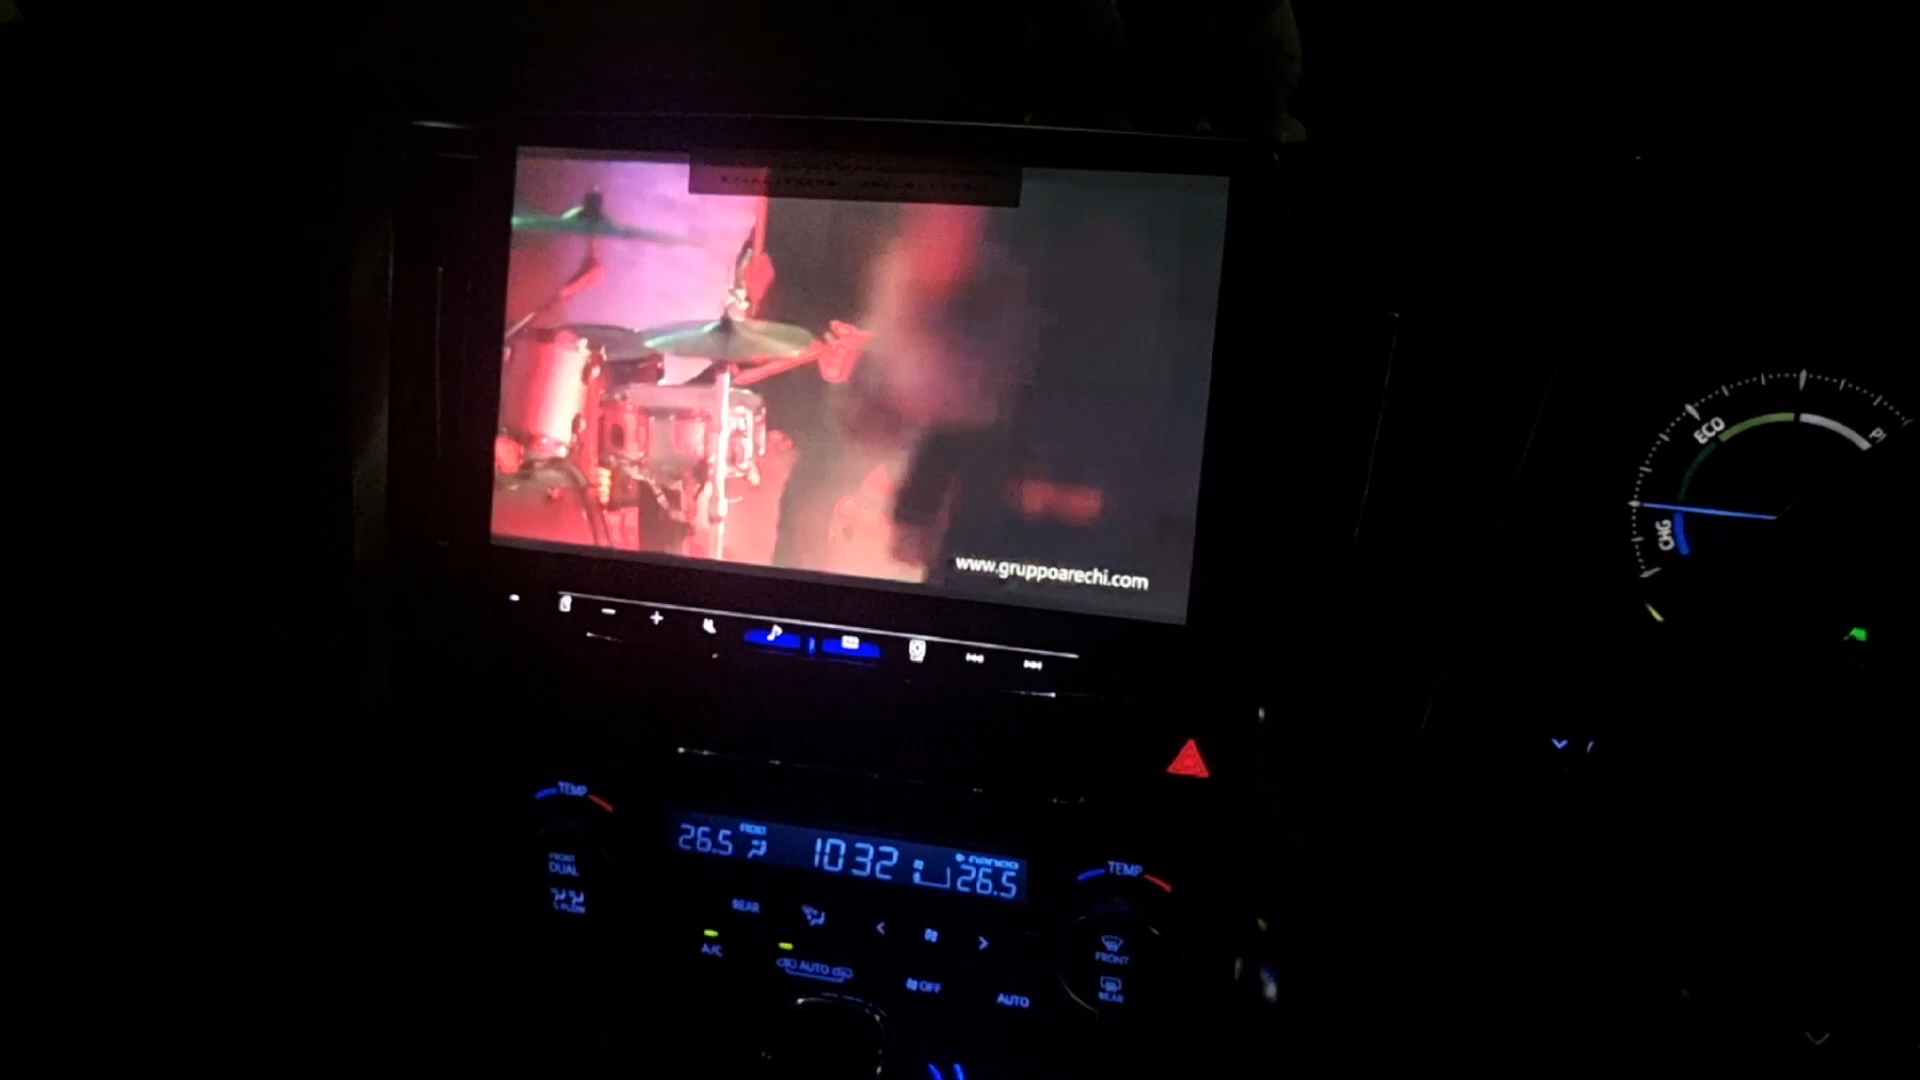 www.gruppoarechi.com
ECO
CHG
TEMP
26.5 FRONT 10 32 26.5
TEMP
FRONT
DUAL
REAR
A/C
AUTO
OFF
AUTO
FRONT
REAR